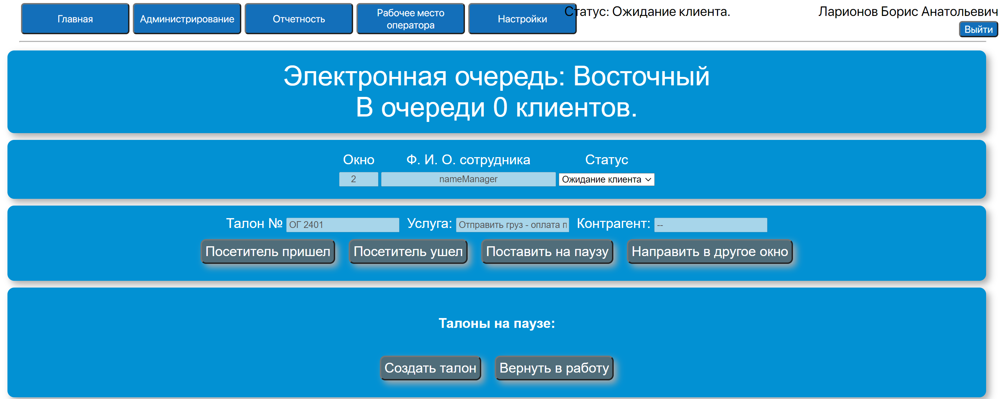 Главная
Администрирование
Отчетность
Рабочее место
оператора
Настройки
Статус: Ожидание клиента.
Ларионов Борис Анатольевич
Выйти
Электронная очередь: Восточный
В очереди 0 клиентов.
Окно Ф. И. О. сотрудника Статус
2 nameManager Ожидание клиента
Талон № ОГ 2401 Услуга: Отправить груз - оплата п Контрагент: --
Посетитель пришел Посетитель ушел Поставить на паузу Направить в другое окно
Талоны на паузе:
Создать талон Вернуть в работу